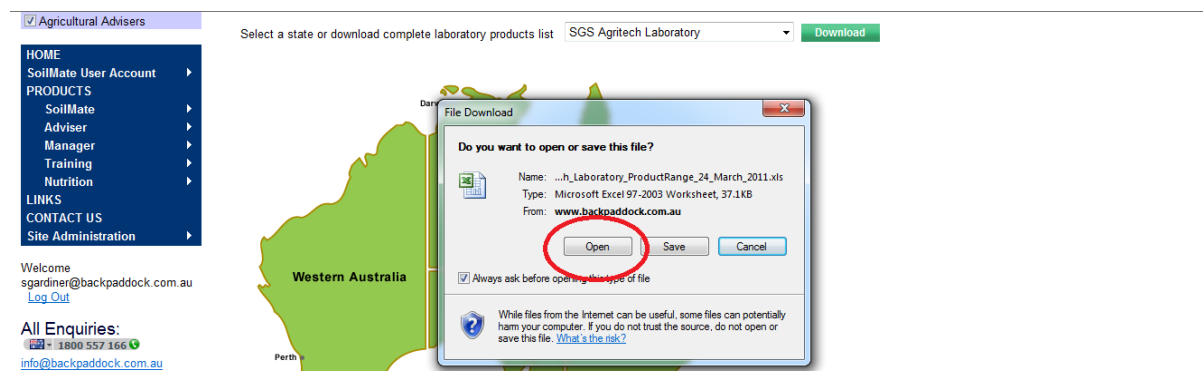 Agricultural Advisers
Select a state or download complete laboratory products list SGS Agritech Laboratory Download
HOME
SoilMate User Account
PRODUCTS
SoilMate
Adviser
Manager
Training
Nutrition
LINKS
CONTACT US
Site Administration
Welcome
sgardiner@backpaddock.com.au
Log Out
All Enquiries:
1800 557 166
info@backpaddock.com.au
Western Australia
Perth
File Download
Do you want to open or save this file?
Name: ...h_Laboratory_ProductRange_24_March_2011.xls
Type: Microsoft Excel 97-2003 Worksheet, 37.1KB
From: www.backpaddock.com.au
Open Save Cancel
Always ask before opening this type of file
While files from the Internet can be useful, some files can potentially
harm your computer. If you do not trust the source, do not open or
save this file. What's the risk?